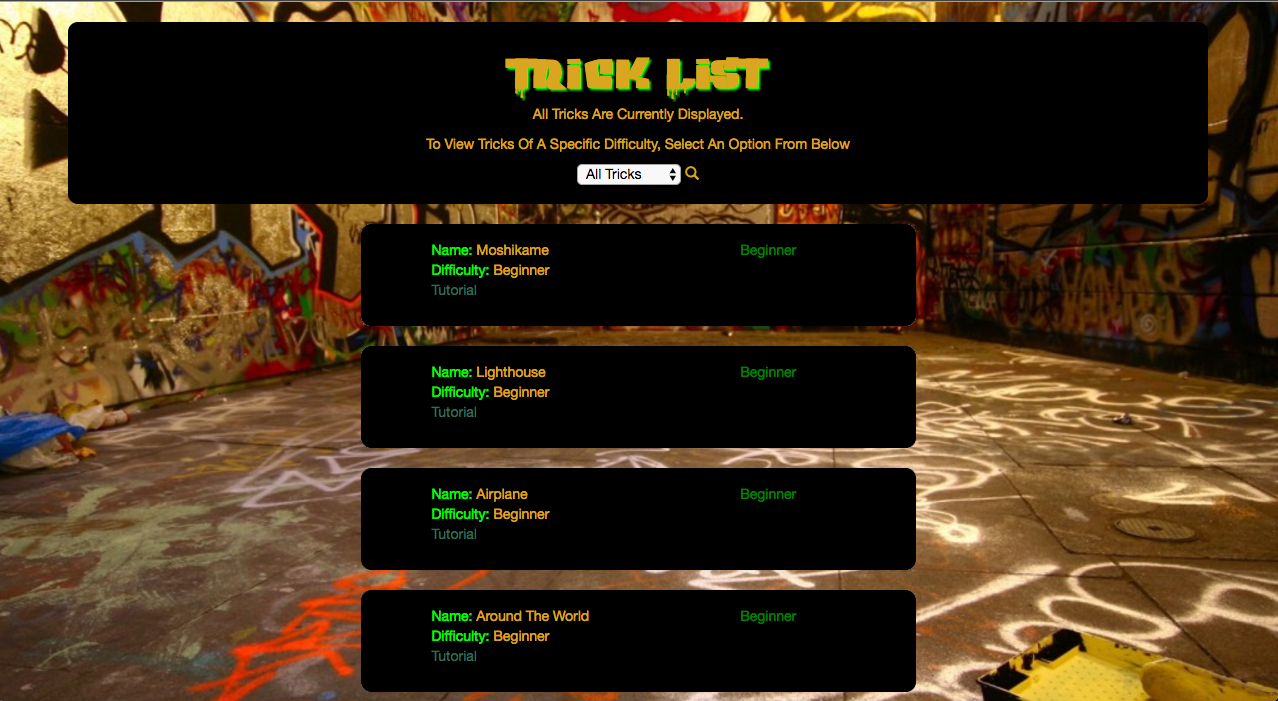 TRICK LIST
All Tricks Are Currently Displayed.
To View Tricks Of A Specific Difficulty, Select An Option From Below
All Tricks
Name: Moshikame Beginner
Difficulty: Beginner
Tutorial
Name: Lighthouse Beginner
Difficulty: Beginner
Tutorial
Name: Airplane Beginner
Difficulty: Beginner
Tutorial
Name: Around The World Beginner
Difficulty: Beginner
Tutorial